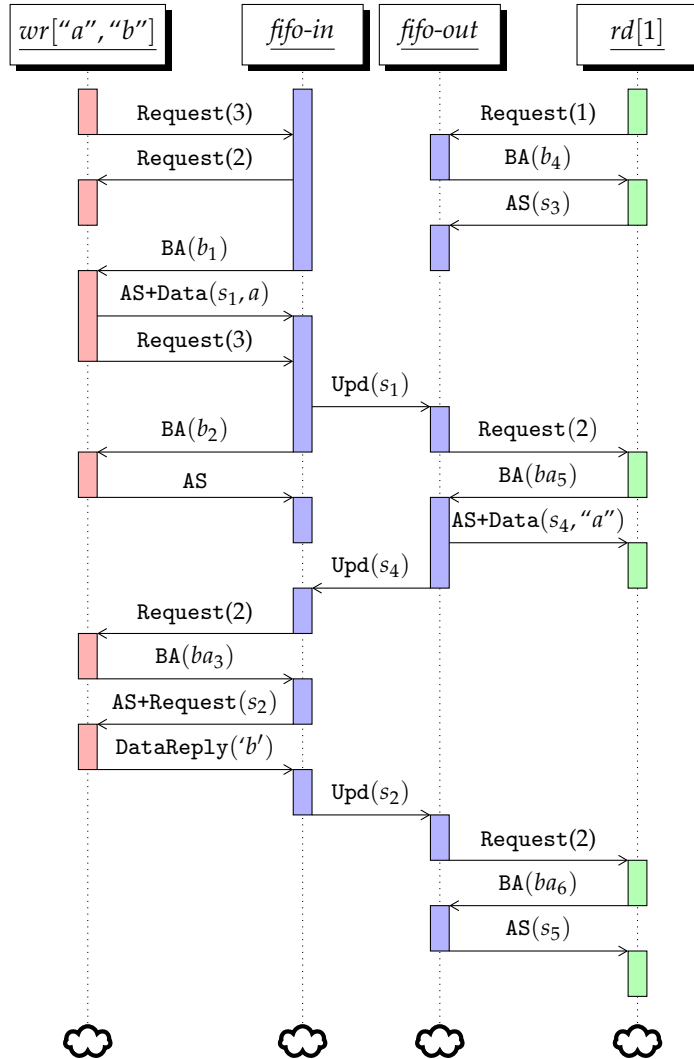 wr[“a”, “b”] fifo-in fifo-out rd[1]
Request(3) Request(1)
Request(2) BA(b₄)
AS(s₃)
BA(b₁)
AS+Data(s₁, a)
Request(3)
Upd(s₁)
BA(b₂) Request(2)
AS BA(ba₅)
AS+Data(s₄, “a”)
Upd(s₄)
Request(2)
BA(ba₃)
AS+Request(s₂)
DataReply(‘b′)
Upd(s₂)
Request(2)
BA(ba₆)
AS(s₅)